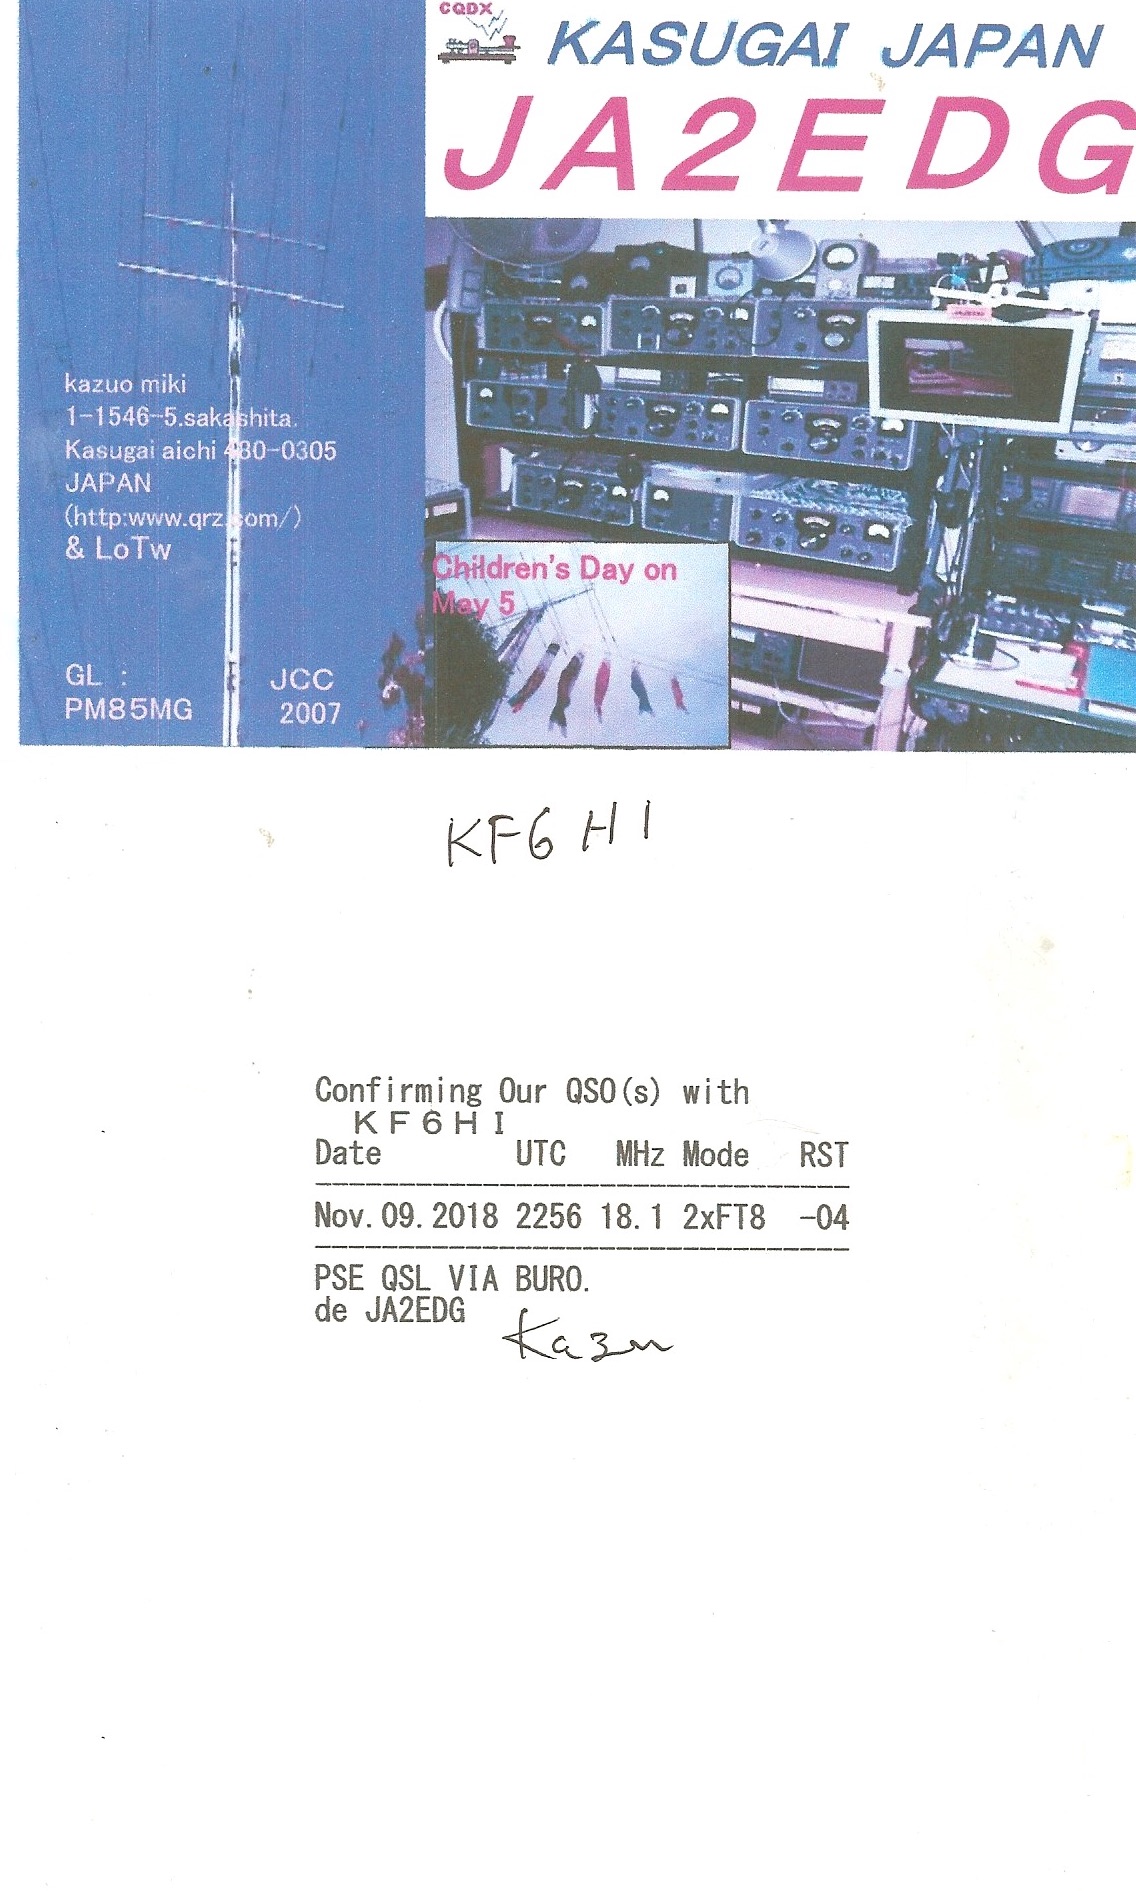 CQDX
KASUGAI JAPAN
JA2EDG
kazuo miki
1-1546-5.sakashita.
Kasugai aichi 480-0305
JAPAN
(http:www.qrz.com/)
& LoTw
GL :
PM85MG
JCC
2007
Children's Day on
May 5
KF6HI
Confirming Our QSO(s) with
KF6HI
Date UTC MHz Mode RST
Nov.09.2018 2256 18.1 2xFT8 -04
PSE QSL VIA BURO.
de JA2EDG
Kazu